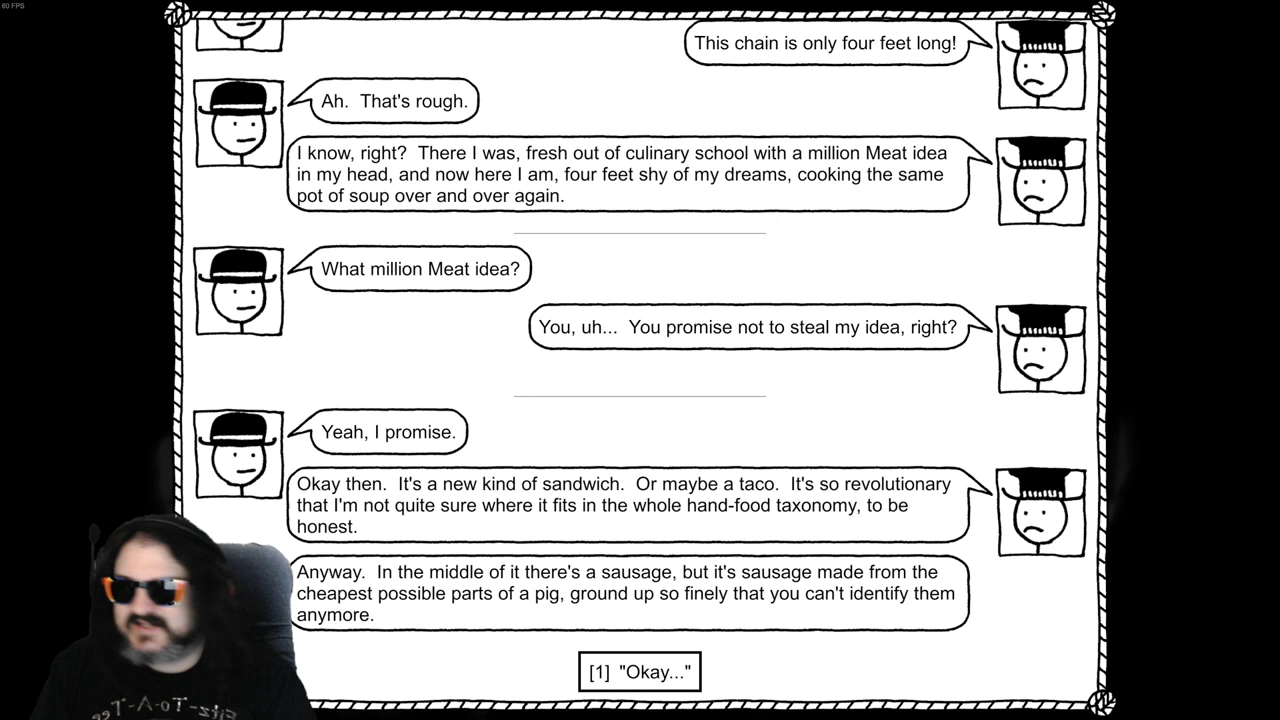 60 FPS
This chain is only four feet long!
Ah. That's rough.
I know, right? There I was, fresh out of culinary school with a million Meat idea
in my head, and now here I am, four feet shy of my dreams, cooking the same
pot of soup over and over again.
What million Meat idea?
You, uh... You promise not to steal my idea, right?
Yeah, I promise.
Okay then. It's a new kind of sandwich. Or maybe a taco. It's so revolutionary
that I'm not quite sure where it fits in the whole hand-food taxonomy, to be
honest.
Anyway. In the middle of it there's a sausage, but it's sausage made from the
cheapest possible parts of a pig, ground up so finely that you can't identify them
anymore.
[1] "Okay..."
Fitz-To-A-Tee